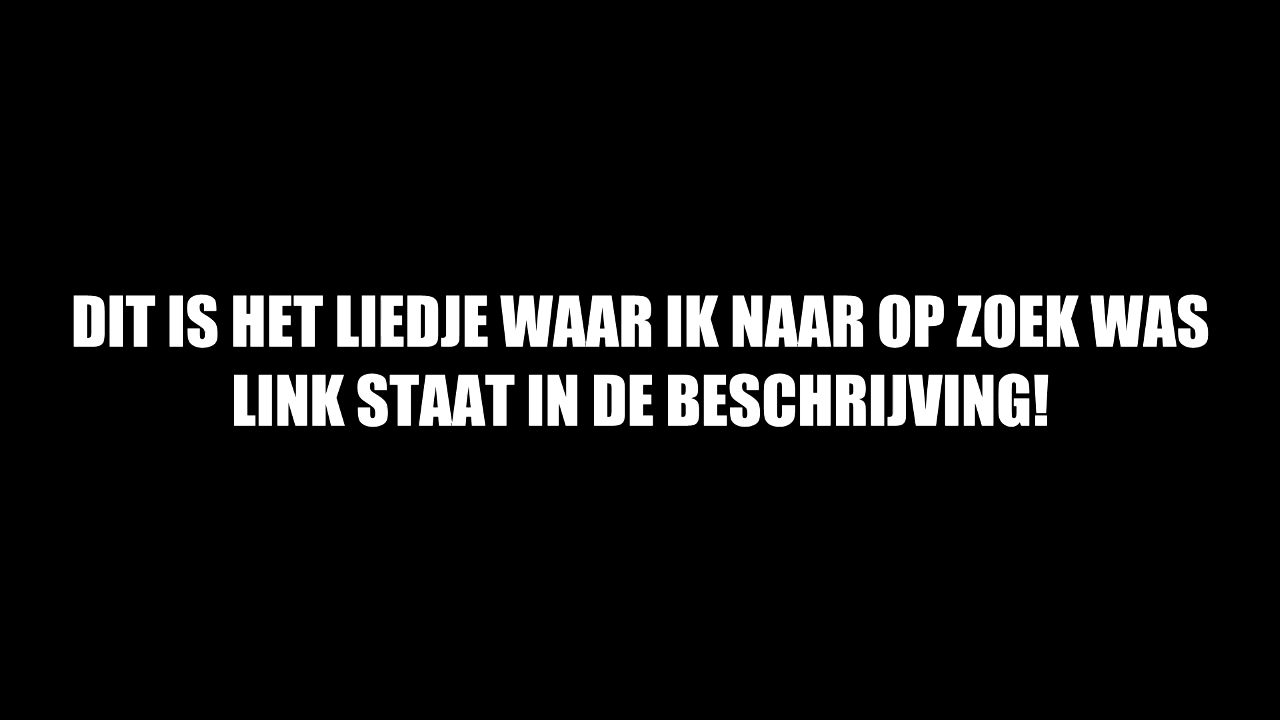 DIT IS HET LIEDJE WAAR IK NAAR OP ZOEK WAS
LINK STAAT IN DE BESCHRIJVING!